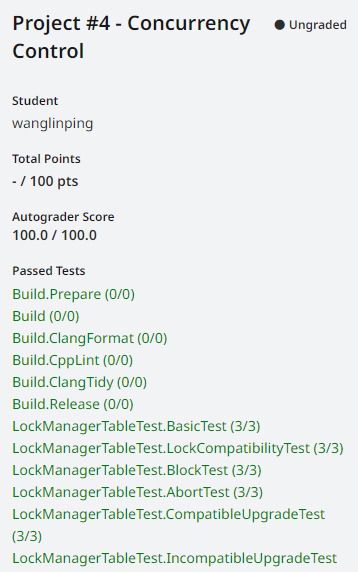 Project #4 - Concurrency
Control
Ungraded
Student
wanglinping
Total Points
- / 100 pts
Autograder Score
100.0 / 100.0
Passed Tests
Build.Prepare (0/0)
Build (0/0)
Build.ClangFormat (0/0)
Build.CppLint (0/0)
Build.ClangTidy (0/0)
Build.Release (0/0)
LockManagerTableTest.BasicTest (3/3)
LockManagerTableTest.LockCompatibilityTest (3/3)
LockManagerTableTest.BlockTest (3/3)
LockManagerTableTest.AbortTest (3/3)
LockManagerTableTest.CompatibleUpgradeTest
(3/3)
LockManagerTableTest.IncompatibleUpgradeTest